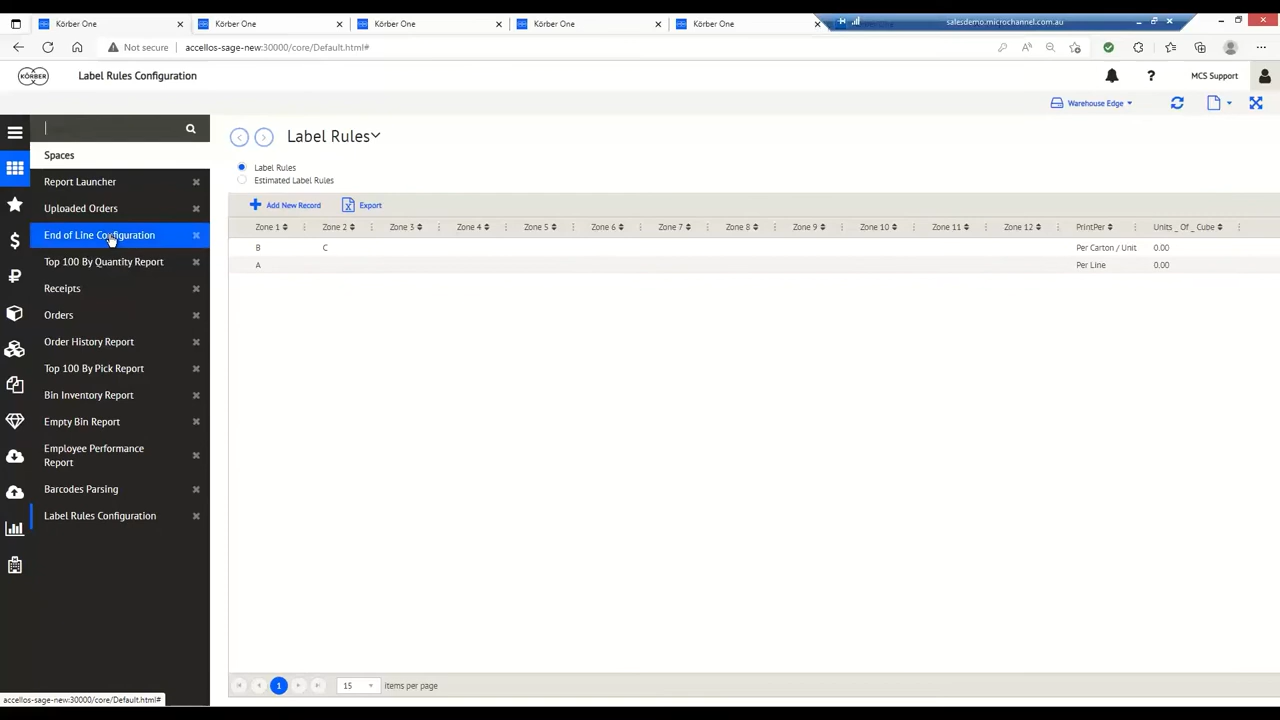 Körber One
Körber One
Körber One
Körber One
Körber One
salesdemo.microchannel.com.au
Not secure
accellos-sage-new:30000/core/Default.html#
KÖRBER
Label Rules Configuration
MCS Support
Warehouse Edge
Spaces
Report Launcher
Uploaded Orders
End of Line Configuration
Top 100 By Quantity Report
Receipts
Orders
Order History Report
Top 100 By Pick Report
Bin Inventory Report
Empty Bin Report
Employee Performance
Report
Barcodes Parsing
Label Rules Configuration
Label Rules
Label Rules
Estimated Label Rules
Add New Record
Export
Zone 1 Zone 2 Zone 3 Zone 4 Zone 5 Zone 6 Zone 7 Zone 8 Zone 9 Zone 10 Zone 11 Zone 12 PrintPer Units _ Of _ Cube
B C Per Carton / Unit 0.00
A Per Line 0.00
1
15
items per page
accellos-sage-new:30000/core/Default.html#